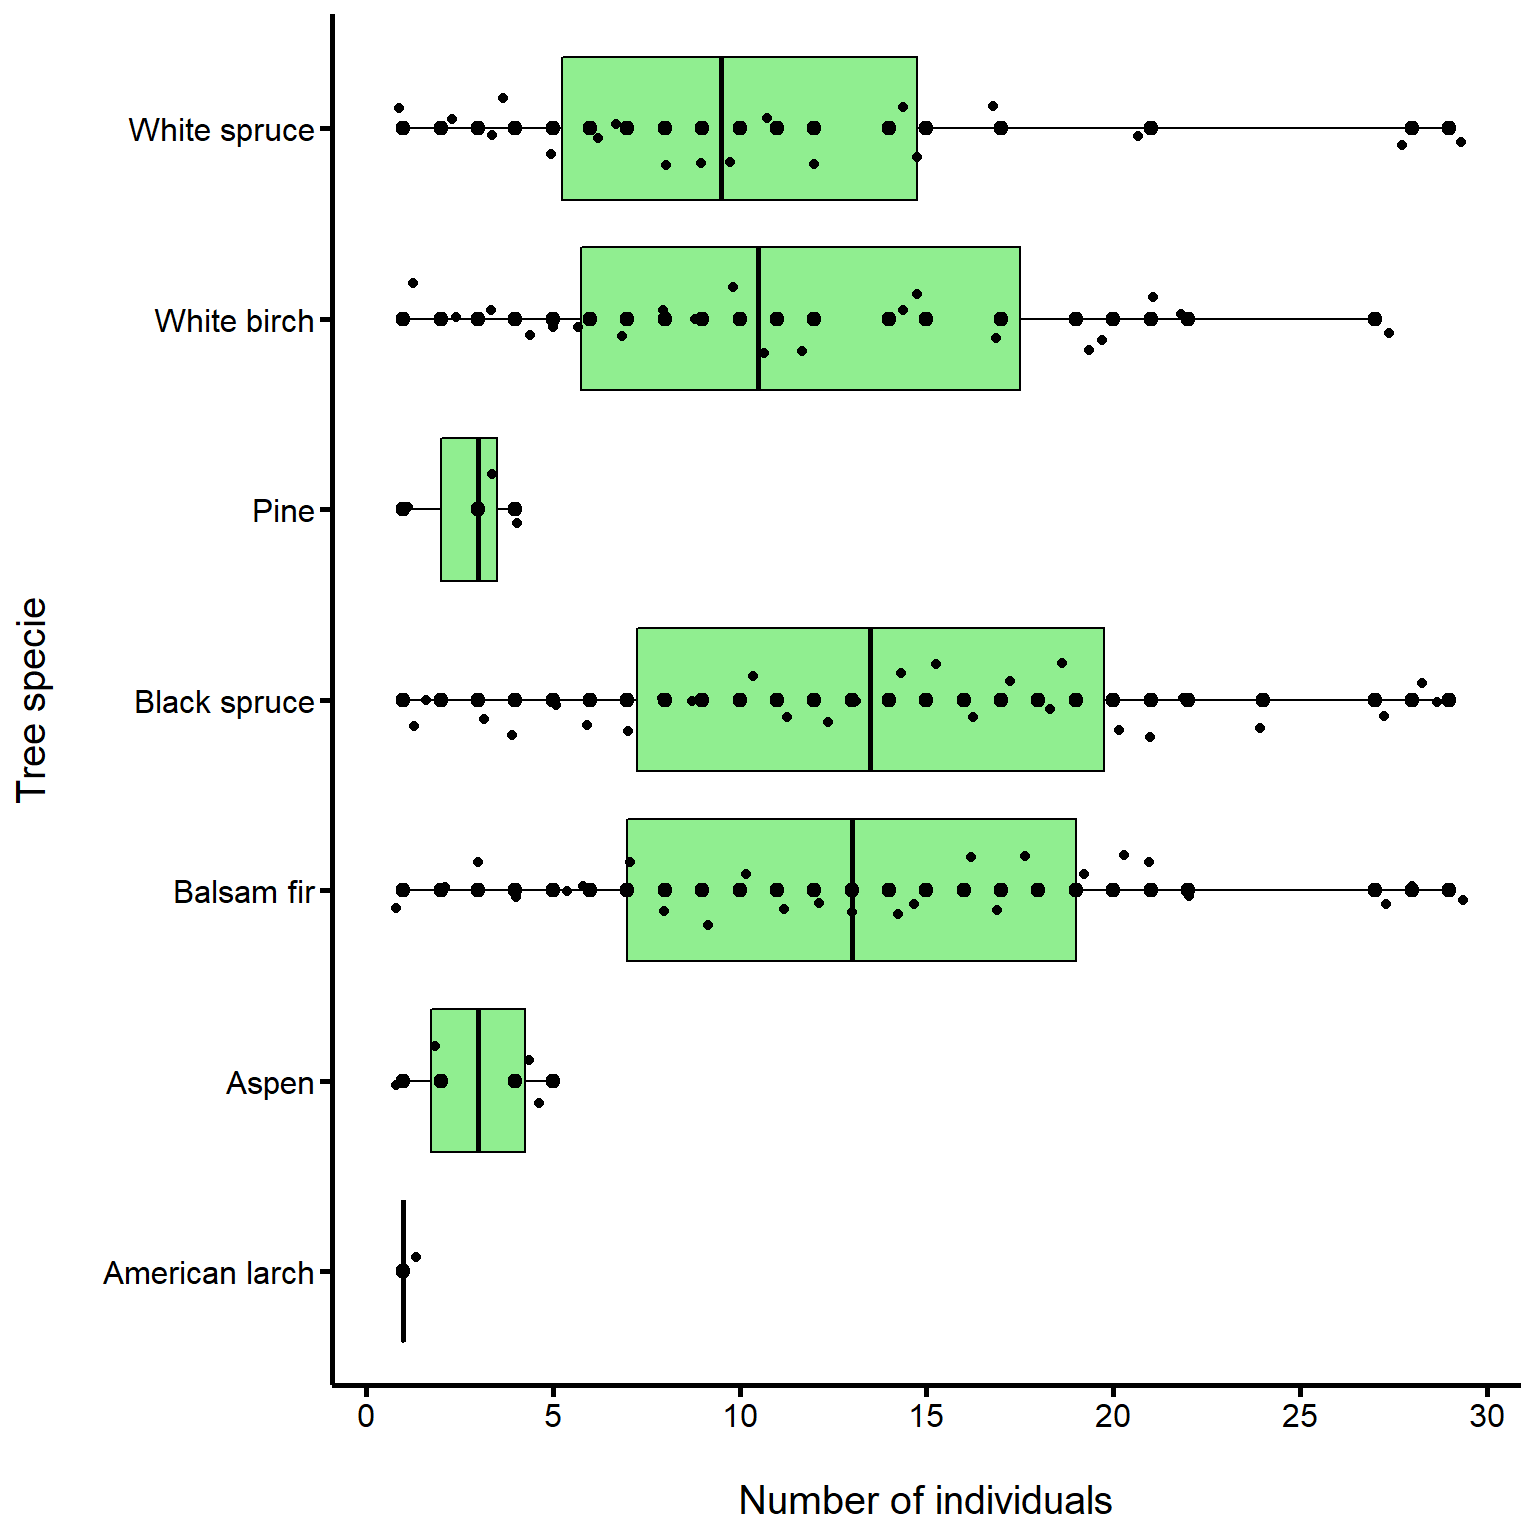 White spruce
White birch
Pine
Black spruce
Balsam fir
Aspen
American larch
Tree specie
0 5 10 15 20 25 30
Number of individuals